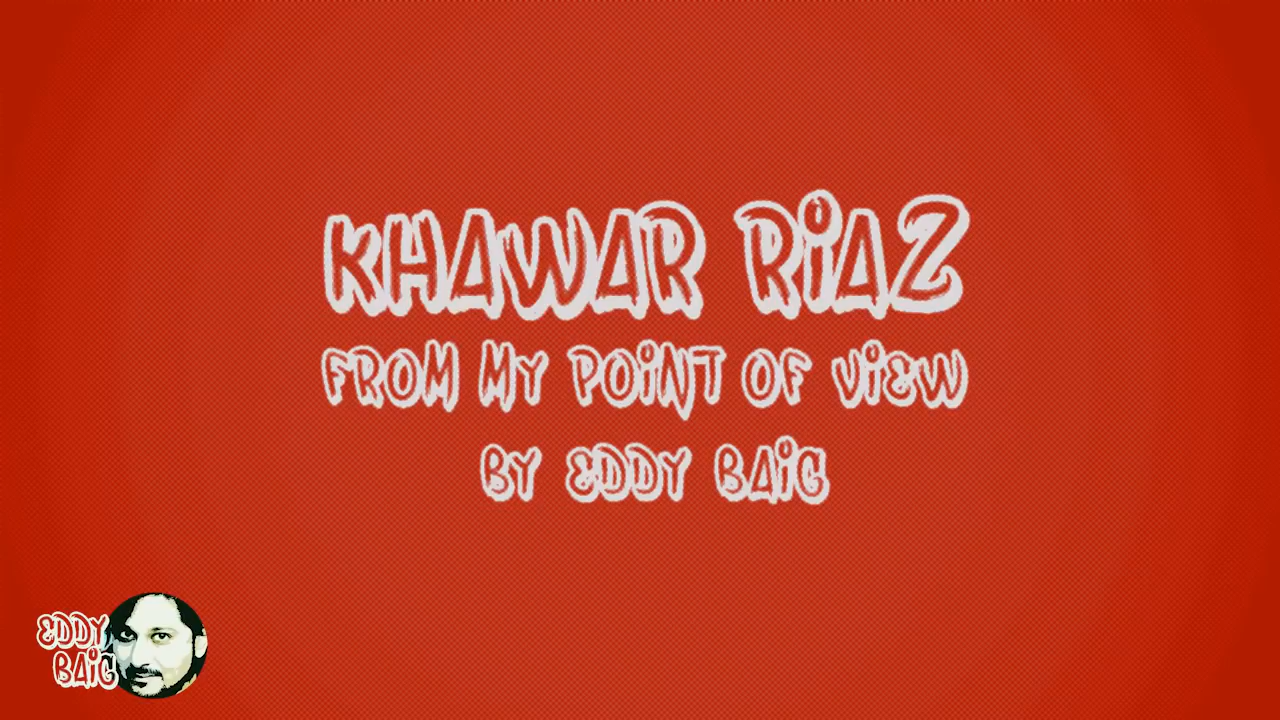 KHAWAR RiAZ
FROM MY POiNT OF ViEW
BY EDDY BAiG
EDDY
BAiG